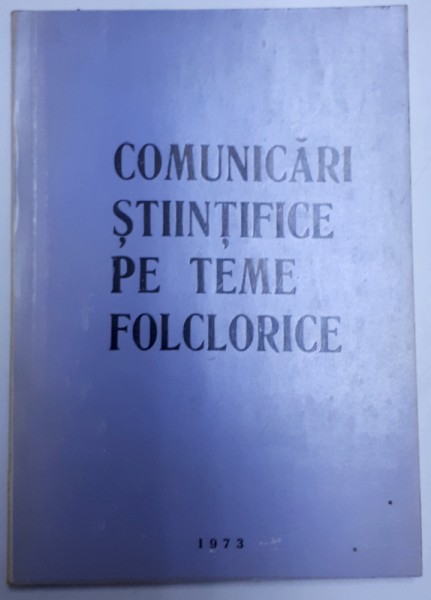 COMUNICĂRI
ȘTIINȚIFICE
PE TEME
FOLCLORICE
1973